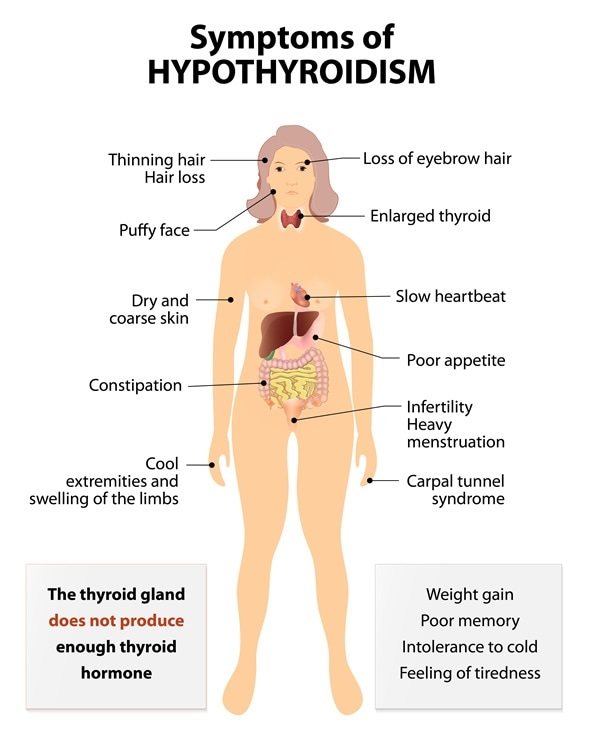 Symptoms of
HYPOTHYROIDISM
Thinning hair
Hair loss
Loss of eyebrow hair
Puffy face
Enlarged thyroid
Dry and
coarse skin
Slow heartbeat
Poor appetite
Constipation
Infertility
Heavy
menstruation
Cool
extremities and
swelling of the limbs
Carpal tunnel
syndrome
The thyroid gland
does not produce
enough thyroid
hormone
Weight gain
Poor memory
Intolerance to cold
Feeling of tiredness